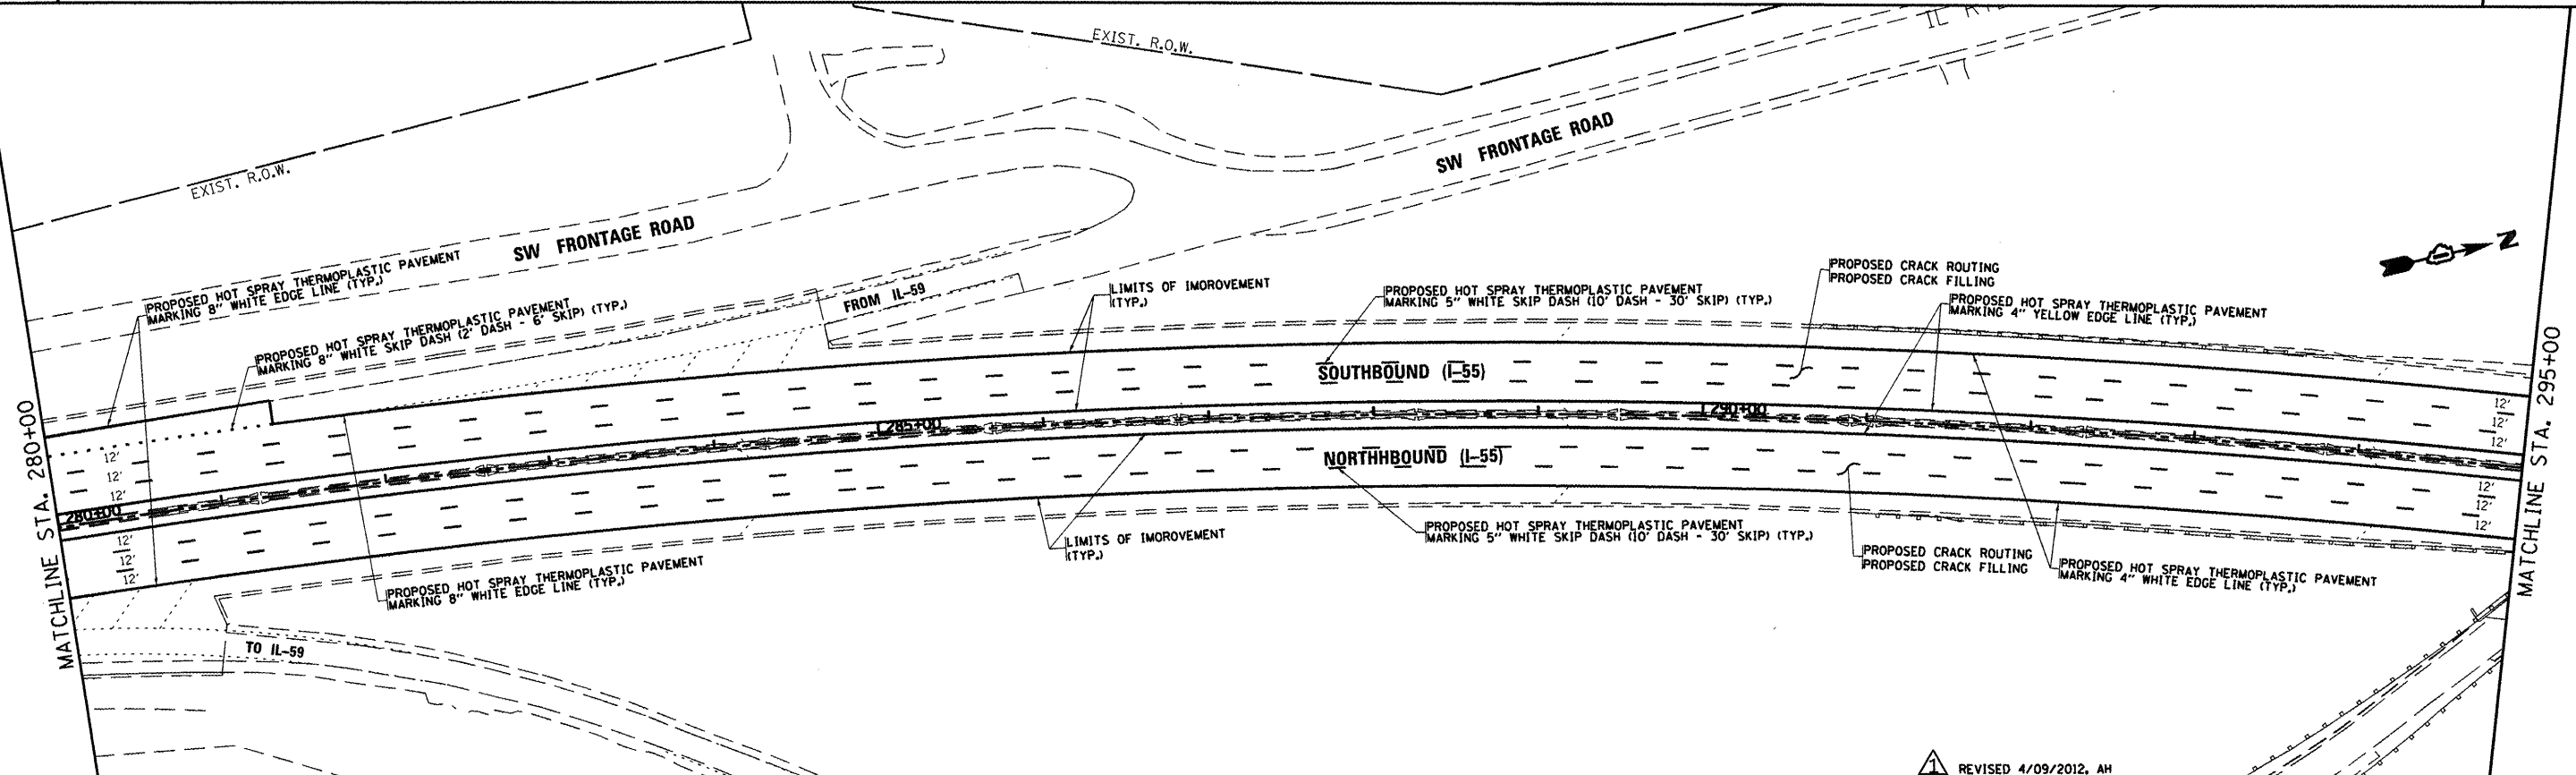 EXIST. R.O.W.
EXIST. R.O.W.
SW FRONTAGE ROAD
SW FRONTAGE ROAD
N
PROPOSED HOT SPRAY THERMOPLASTIC PAVEMENT
MARKING 8" WHITE EDGE LINE (TYP.)
PROPOSED HOT SPRAY THERMOPLASTIC PAVEMENT
MARKING 8" WHITE SKIP DASH (2' DASH - 6' SKIP) (TYP.)
FROM IL-59
LIMITS OF IMOROVEMENT
(TYP.)
PROPOSED HOT SPRAY THERMOPLASTIC PAVEMENT
MARKING 5" WHITE SKIP DASH (10' DASH - 30' SKIP) (TYP.)
PROPOSED CRACK ROUTING
PROPOSED CRACK FILLING
PROPOSED HOT SPRAY THERMOPLASTIC PAVEMENT
MARKING 4" YELLOW EDGE LINE (TYP.)
MATCHLINE STA. 280+00
MATCHLINE STA. 295+00
SOUTHBOUND (I-55)
12'
12'
12'
12'
12'
12'
280+00
285+00
290+00
NORTHHBOUND (I-55)
12'
12'
12'
12'
12'
12'
PROPOSED HOT SPRAY THERMOPLASTIC PAVEMENT
MARKING 8" WHITE EDGE LINE (TYP.)
LIMITS OF IMOROVEMENT
(TYP.)
PROPOSED HOT SPRAY THERMOPLASTIC PAVEMENT
MARKING 5" WHITE SKIP DASH (10' DASH - 30' SKIP) (TYP.)
PROPOSED CRACK ROUTING
PROPOSED CRACK FILLING
PROPOSED HOT SPRAY THERMOPLASTIC PAVEMENT
MARKING 4" WHITE EDGE LINE (TYP.)
TO IL-59
1 REVISED 4/09/2012, AH